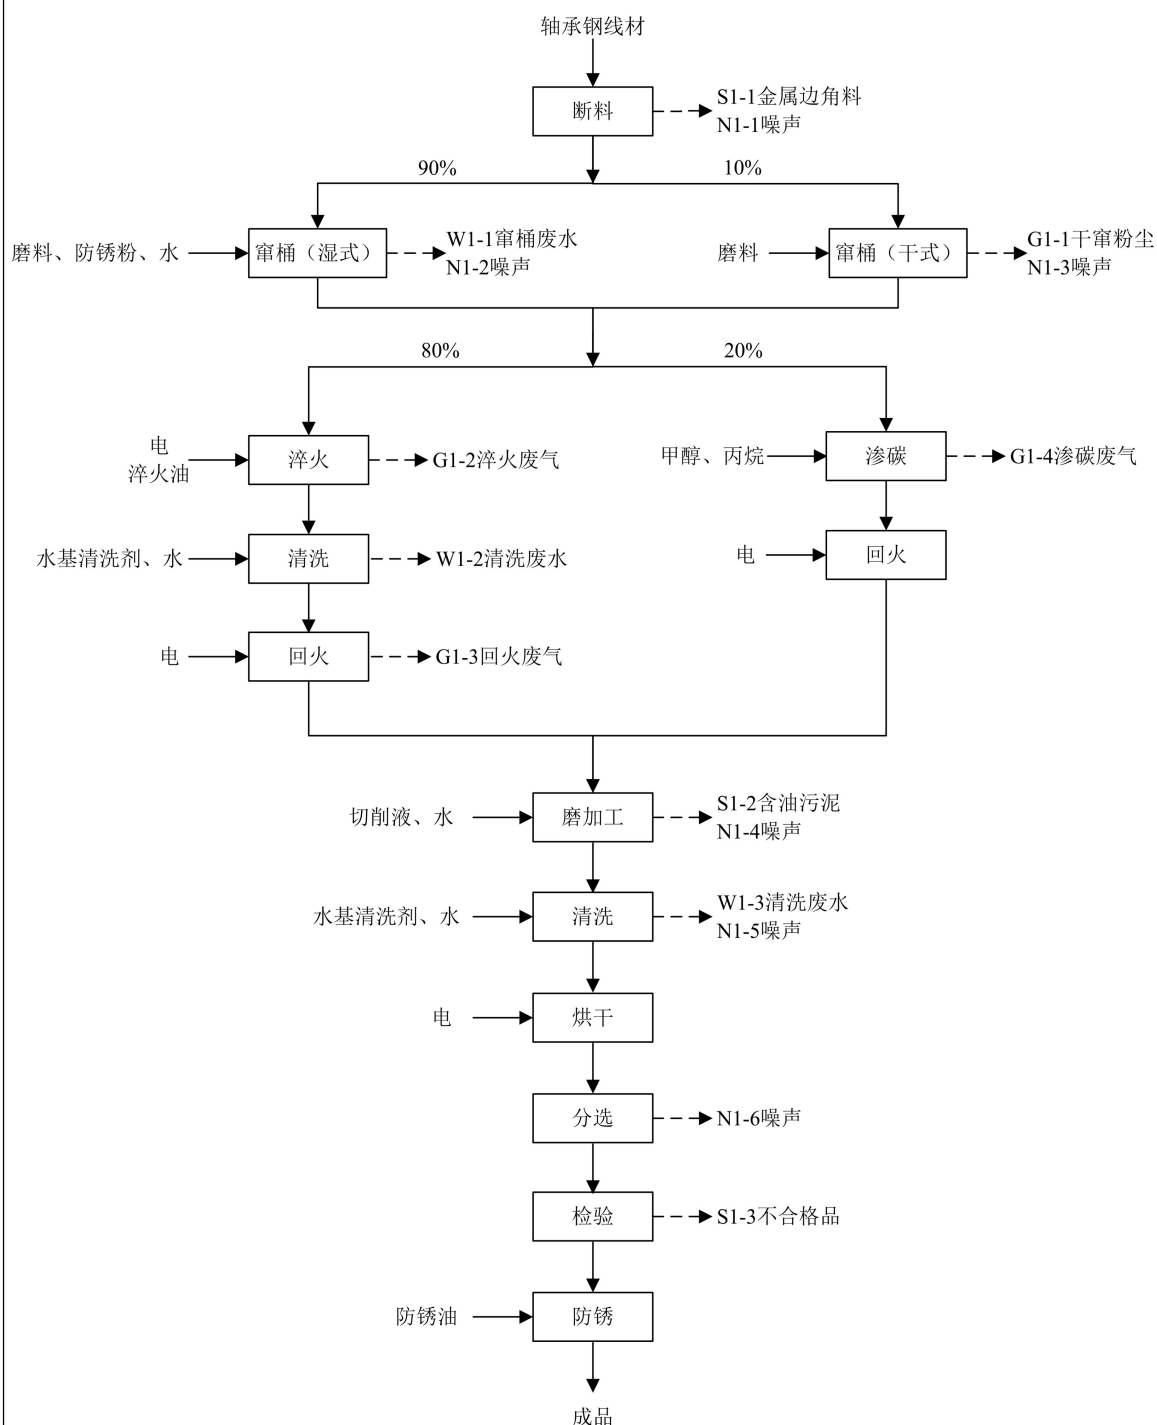 轴承钢线材
断料
S1-1金属边角料
N1-1噪声
90%
10%
磨料、防锈粉、水
窜桶（湿式）
W1-1窜桶废水
N1-2噪声
磨料
窜桶（干式）
G1-1干窜粉尘
N1-3噪声
80%
20%
电
淬火油
淬火
G1-2淬火废气
甲醇、丙烷
渗碳
G1-4渗碳废气
水基清洗剂、水
清洗
W1-2清洗废水
电
回火
电
回火
G1-3回火废气
切削液、水
磨加工
S1-2含油污泥
N1-4噪声
水基清洗剂、水
清洗
W1-3清洗废水
N1-5噪声
电
烘干
分选
N1-6噪声
检验
S1-3不合格品
防锈油
防锈
成品